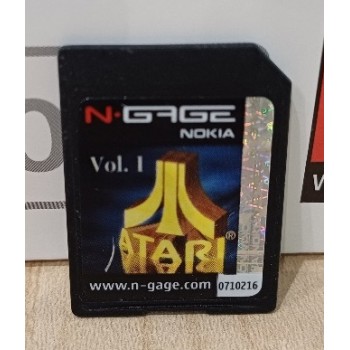 N·GAGE
NOKIA
Vol. 1
ATARI®
www.n-gage.com 0710216